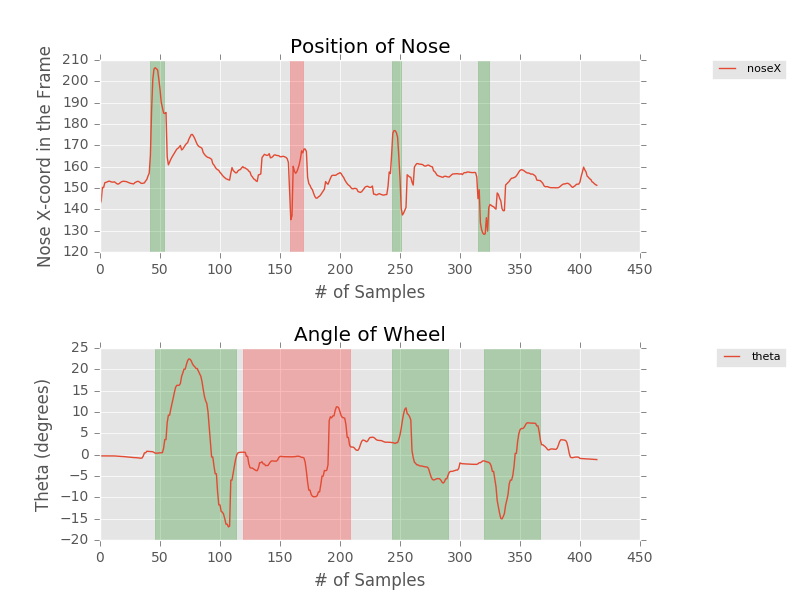 Position of Nose
Nose X-coord in the Frame
210
200
190
180
170
160
150
140
130
120
0 50 100 150 200 250 300 350 400 450
# of Samples
noseX
Angle of Wheel
Theta (degrees)
25
20
15
10
5
0
−5
−10
−15
−20
0 50 100 150 200 250 300 350 400 450
# of Samples
theta